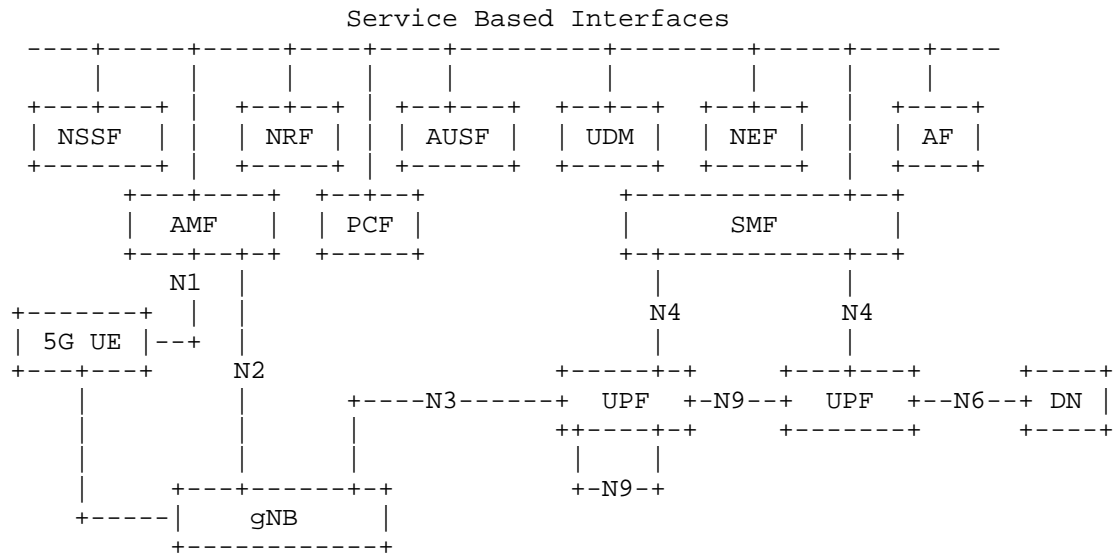 Service Based Interfaces
NSSF NRF AUSF UDM NEF AF
AMF PCF SMF
N1
N4 N4
5G UE
N2
N3 UPF N9 UPF N6 DN
N9
gNB